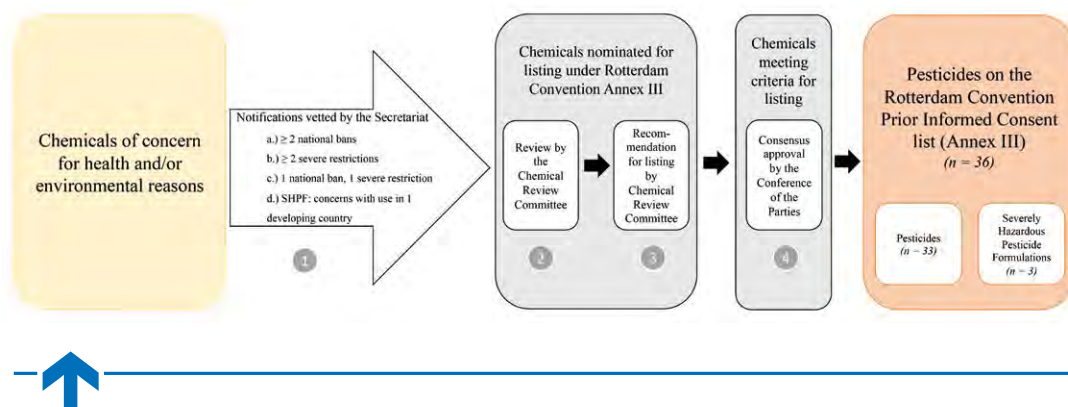 Chemicals of concern
for health and/or
environmental reasons
Notifications vetted by the Secretariat
a.) ≥ 2 national bans
b.) ≥ 2 severe restrictions
c.) 1 national ban, 1 severe restriction
d.) SHPF: concerns with use in 1
developing country
1
Chemicals nominated for
listing under Rotterdam
Convention Annex III
Review by
the
Chemical
Review
Committee
2
Recom-
mendation
for listing
by
Chemical
Review
Committee
3
Chemicals
meeting
criteria for
listing
Consensus
approval
by the
Conference
of the
Parties
4
Pesticides on the
Rotterdam Convention
Prior Informed Consent
list (Annex III)
(n = 36)
Pesticides
(n = 33)
Severely
Hazardous
Pesticide
Formulations
(n = 3)